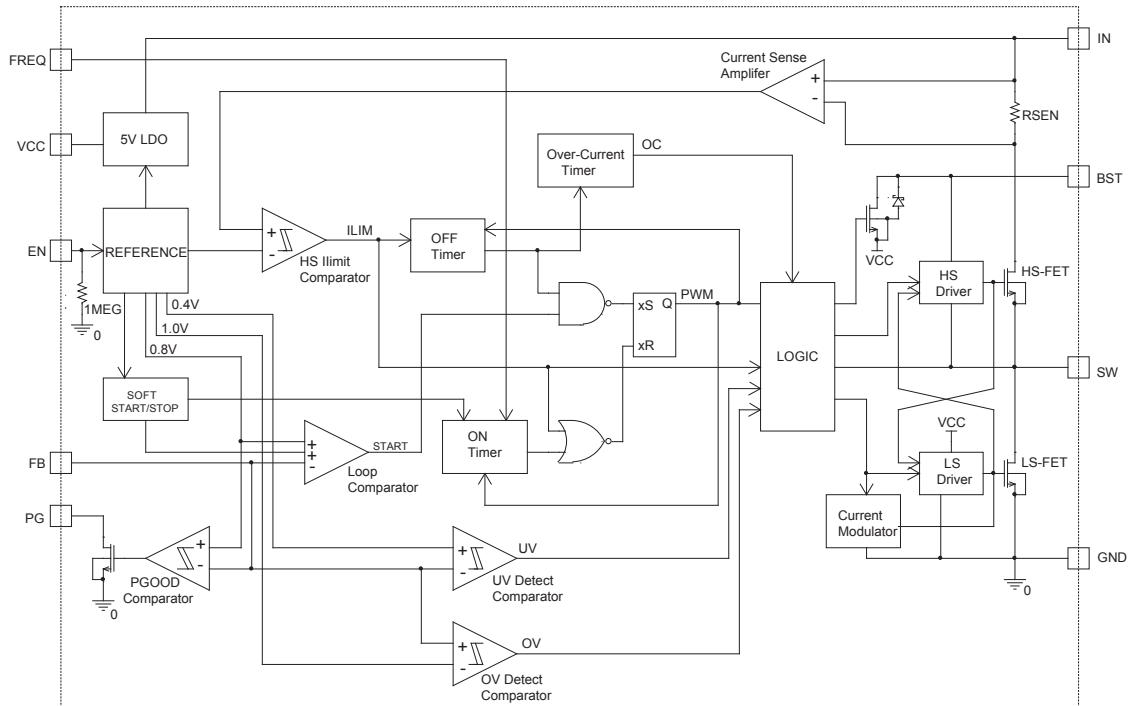 IN
FREQ
Current Sense
Amplifer
+
-
RSEN
5V LDO
VCC
Over-Current
Timer
OC
BST
EN
REFERENCE
+
-
ILIM
HS Ilimit
Comparator
OFF
Timer
VCC
HS
Driver
HS-FET
1MEG
0
0.4V
1.0V
0.8V
xS
Q
PWM
xR
LOGIC
SW
SOFT
START/STOP
ON
Timer
+
+
-
START
Loop
Comparator
VCC
LS
Driver
LS-FET
FB
PG
Current
Modulator
+
-
PGOOD
Comparator
0
+
-
UV
UV Detect
Comparator
GND
0
+
-
OV
OV Detect
Comparator